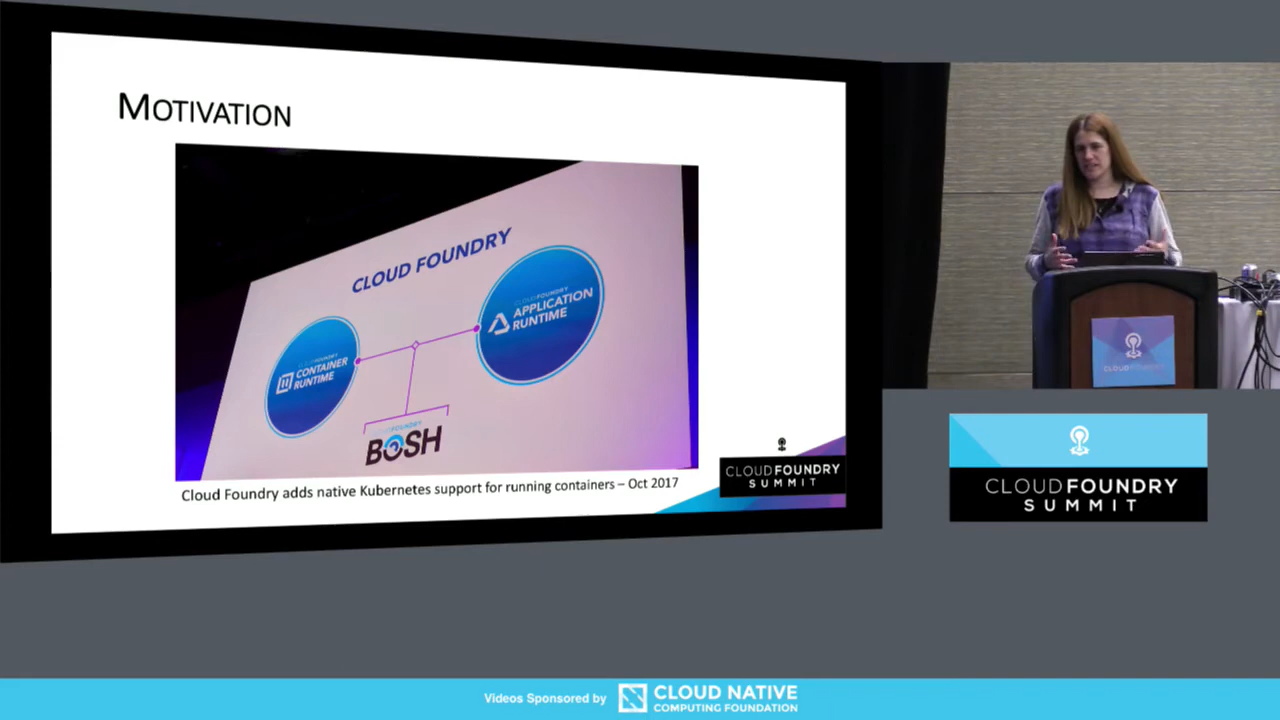 MOTIVATION
CLOUD FOUNDRY
CLOUD FOUNDRY
APPLICATION
RUNTIME
CLOUD FOUNDRY
CONTAINER
RUNTIME
CLOUD FOUNDRY
BOSH
Cloud Foundry adds native Kubernetes support for running containers – Oct 2017
CLOUD FOUNDRY
SUMMIT
CLOUD FOUNDRY
CLOUD FOUNDRY
SUMMIT
Videos Sponsored by
CLOUD NATIVE
COMPUTING FOUNDATION